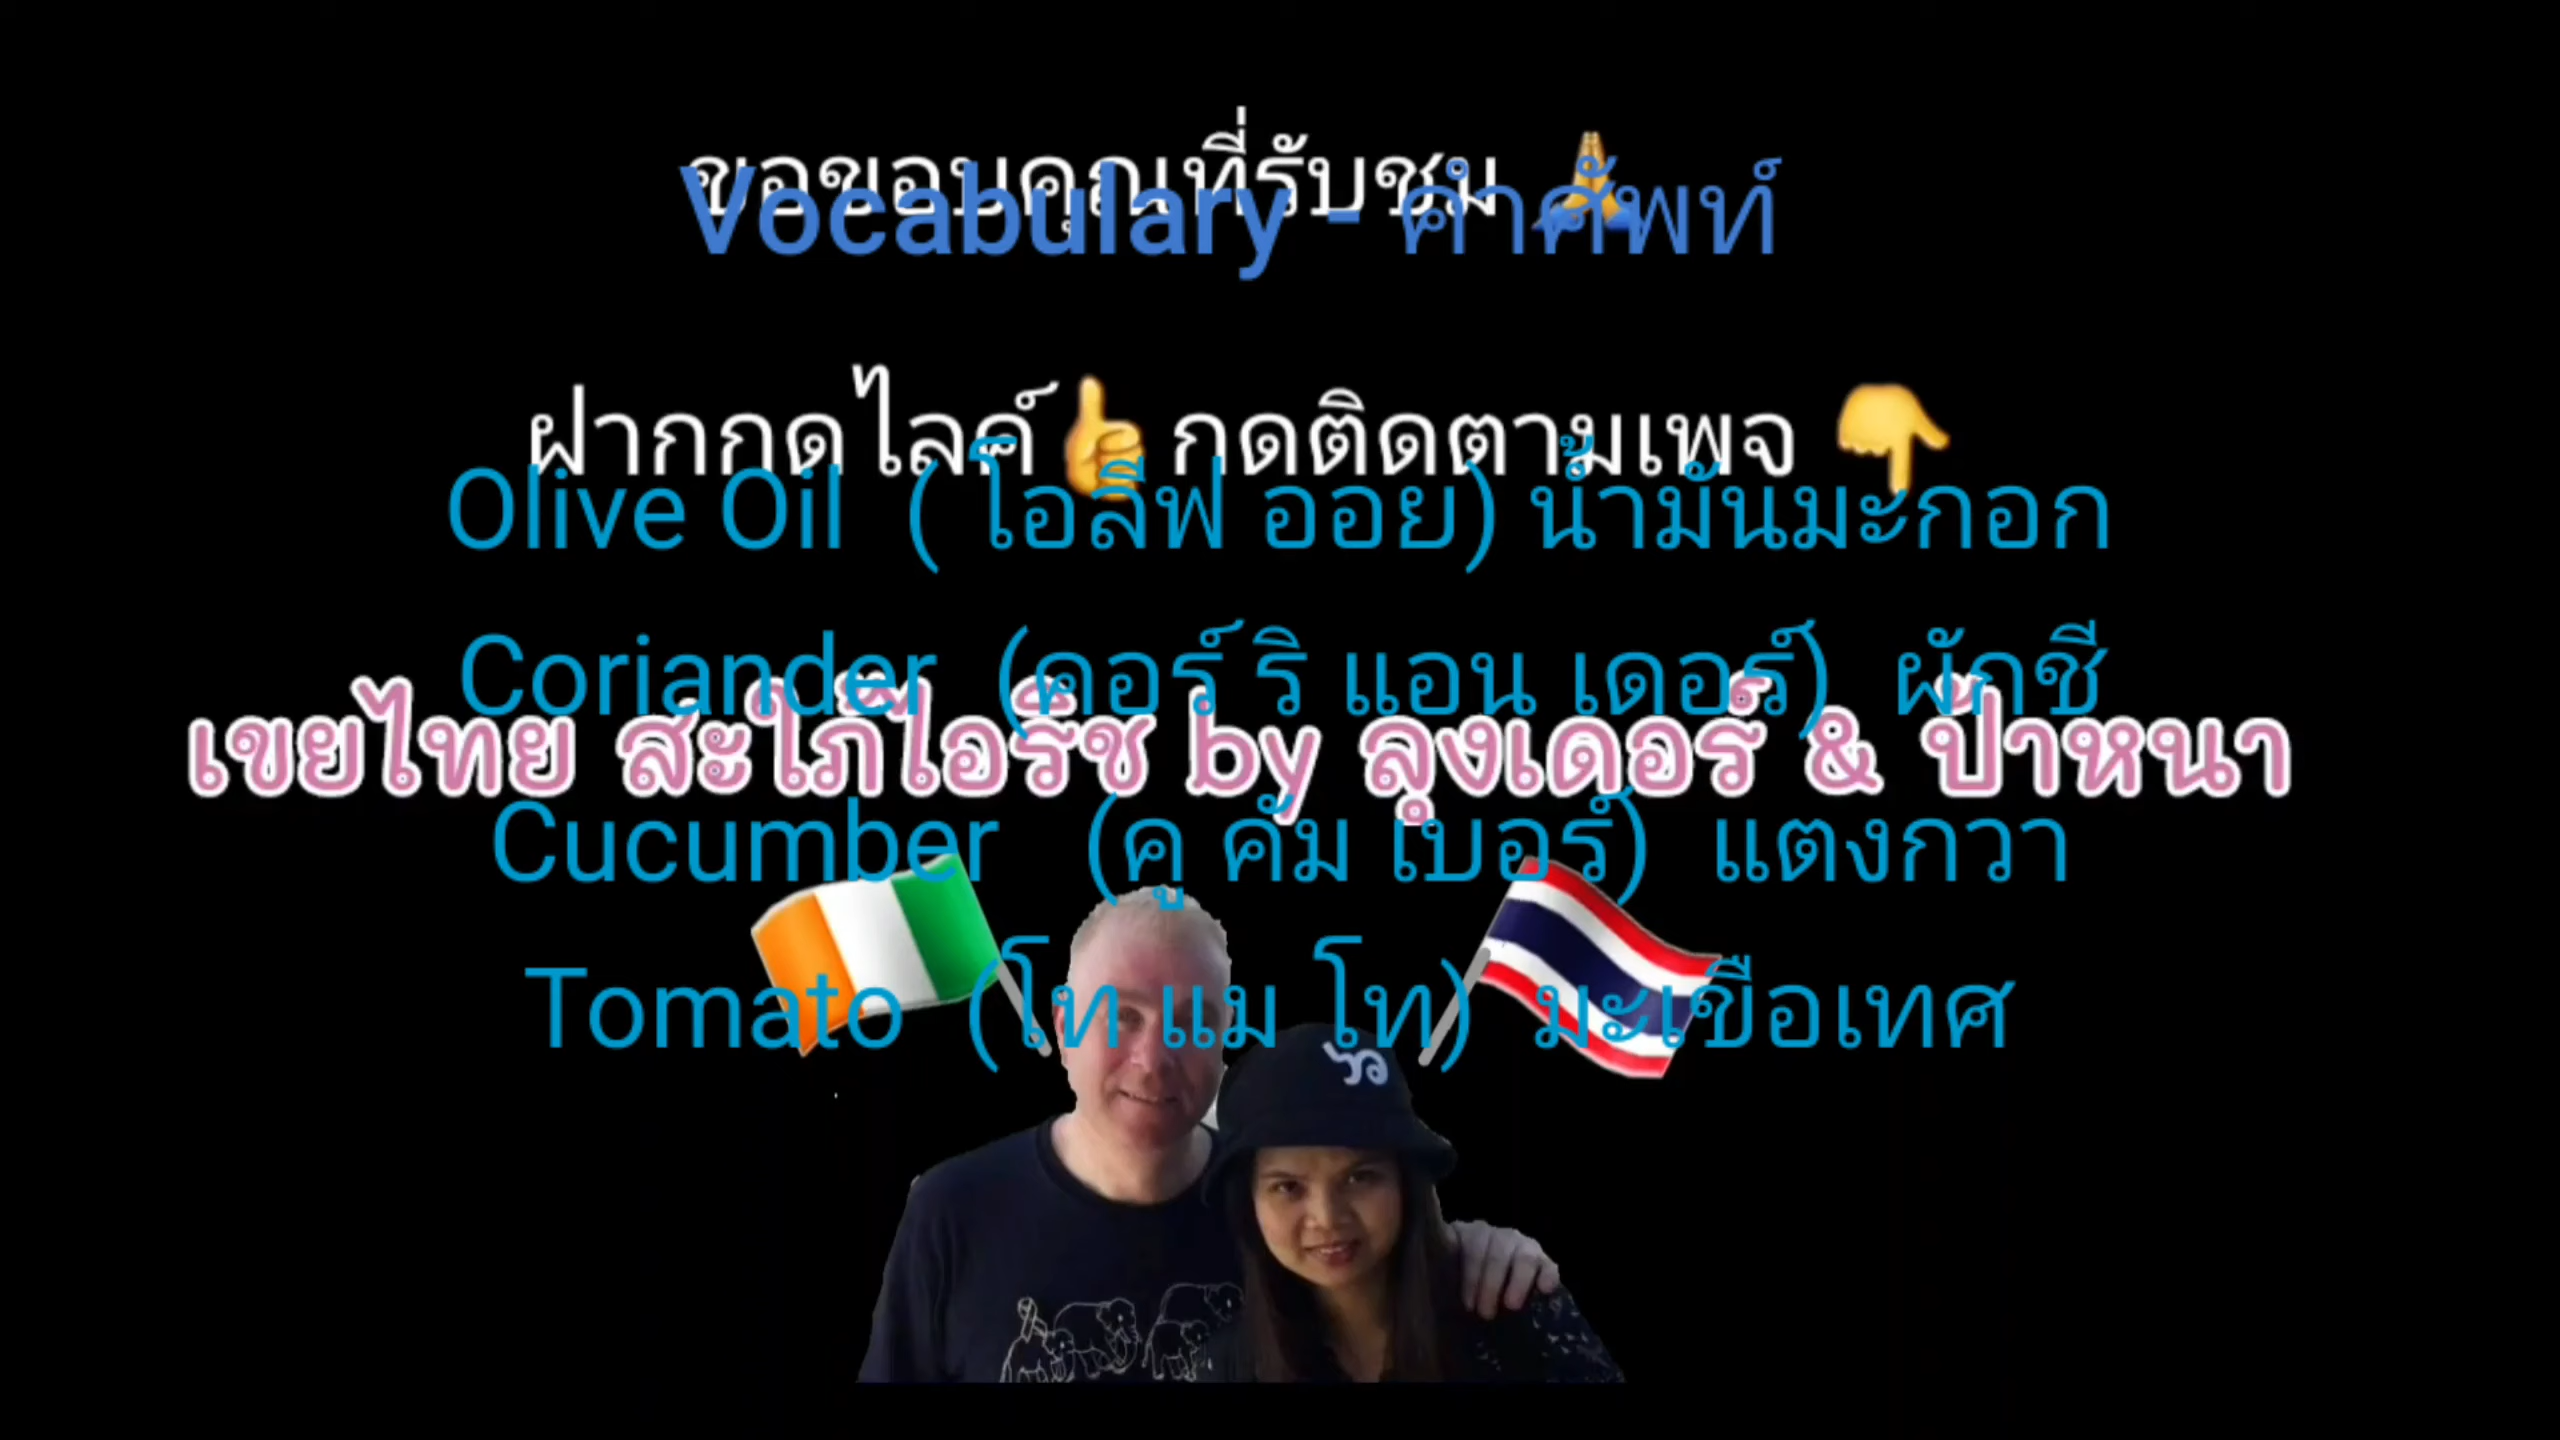 ขอขอบคุณที่รับชม 🙏
Vocabulary - คำศัพท์
ฝากกดไลค์👍กดติดตามเพจ 👇
Olive Oil ( โอลีฟ ออย) น้ำมันมะกอก
Coriander (คอร์ ริ แอน เดอร์) ผักชี
เขยไทย สะใภ้ไอริช by ลุงเดอร์ & ป้าหนา
Cucumber (คู คัม เบอร์) แตงกวา
Tomato (โท แม โท) มะเขือเทศ